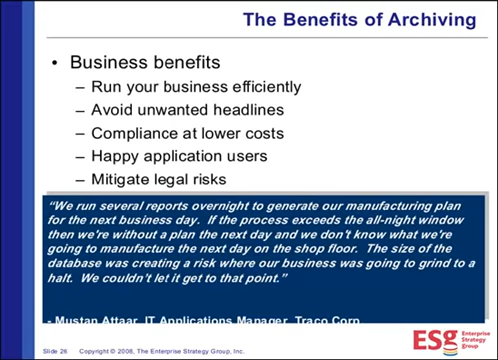 The Benefits of Archiving
• Business benefits
– Run your business efficiently
– Avoid unwanted headlines
– Compliance at lower costs
– Happy application users
– Mitigate legal risks
"We run several reports overnight to generate our manufacturing plan
for the next business day. If the process exceeds the all-night window
then we're without a plan the next day and we don't know what we're
going to manufacture the next day on the shop floor. The size of the
database was creating a risk where our business was going to grind to a
halt. We couldn't let it get to that point."
- Mustan Attaar, IT Applications Manager, Traco Corp
Slide 26 Copyright © 2008, The Enterprise Strategy Group, Inc.
ESG Enterprise
Strategy
Group